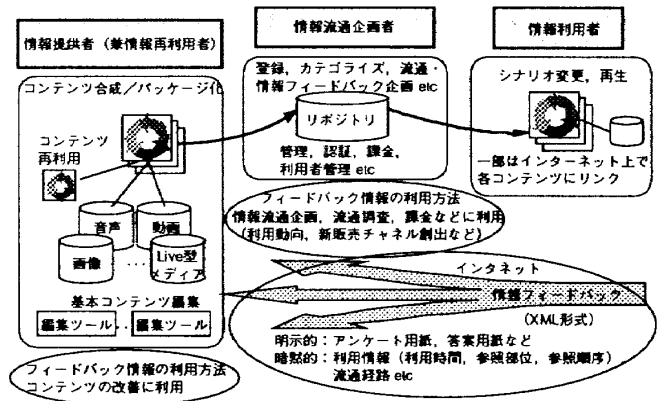 情報提供者（兼情報再利用者）
コンテンツ合成／パッケージ化
コンテンツ
再利用
音声
動画
画像
...
Live型
メディア
基本コンテンツ編集
編集ツール
...
編集ツール
フィードバック情報の利用方法
コンテンツの改善に利用
情報流通企画者
登録，カテゴライズ，流通・
情報フィードバック企画 etc
リポジトリ
管理，認証，課金，
利用者管理 etc
フィードバック情報の利用方法
情報流通企画，流通調査，課金などに利用
（利用動向，新販売チャネル創出など）
情報利用者
シナリオ変更，再生
一部はインターネット上で
各コンテンツにリンク
インタネット
情報フィードバック
（XML形式）
明示的：アンケート用紙，答案用紙など
暗黙的：利用情報（利用時間，参照部位，参照順序）
流通経路 etc